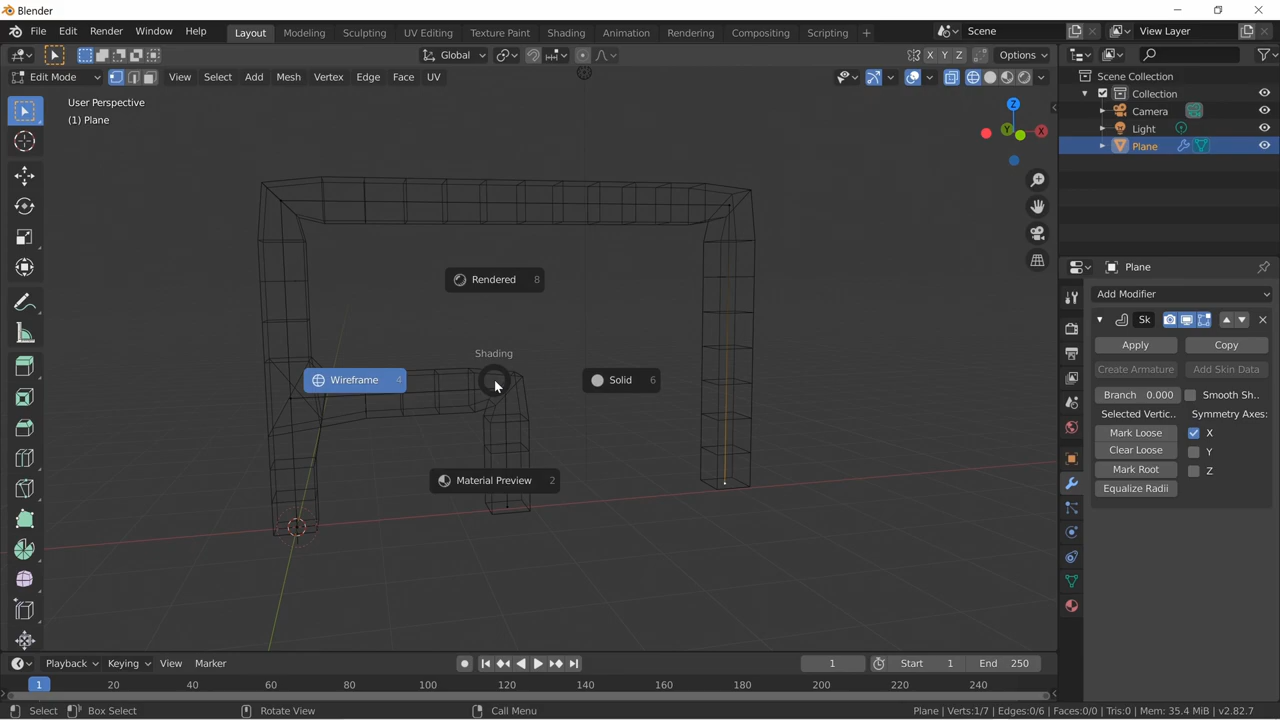 Blender
File Edit Render Window Help Layout Modeling Sculpting UV Editing Texture Paint Shading Animation Rendering Compositing Scripting + Scene View Layer
Global X Y Z Options
Edit Mode View Select Add Mesh Vertex Edge Face UV
User Perspective
(1) Plane
Z
X
Y
Rendered 8
Shading
Wireframe 4
Solid 6
Material Preview 2
Scene Collection
Collection
Camera
Light
Plane
Plane
Add Modifier
Sk
Apply Copy
Create Armature Add Skin Data
Branch 0.000 Smooth Sh..
Selected Vertic.. Symmetry Axes:
Mark Loose X
Clear Loose Y
Mark Root Z
Equalize Radii
Playback Keying View Marker 1 Start 1 End 250
1 20 40 60 80 100 120 140 160 180 200 220 240
Select Box Select Rotate View Call Menu Plane | Verts:1/7 | Edges:0/6 | Faces:0/0 | Tris:0 | Mem: 35.4 MiB | v2.82.7